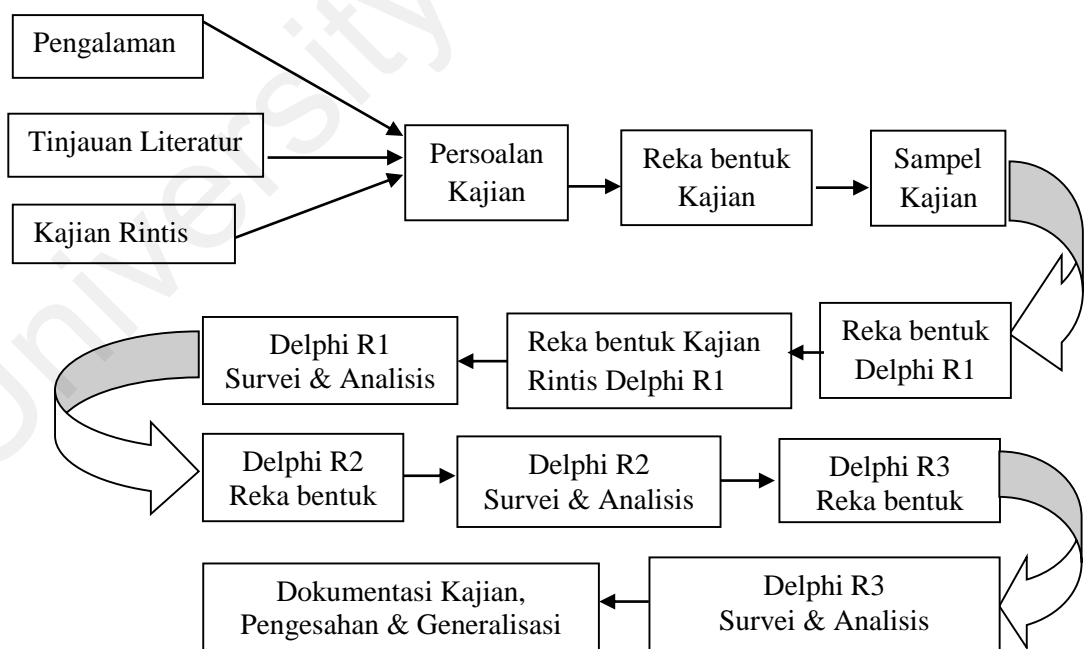 Pengalaman
Tinjauan Literatur
Kajian Rintis
Persoalan
Kajian
Reka bentuk
Kajian
Sampel
Kajian
Reka bentuk
Delphi R1
Reka bentuk Kajian
Rintis Delphi R1
Delphi R1
Survei & Analisis
Delphi R2
Reka bentuk
Delphi R2
Survei & Analisis
Delphi R3
Reka bentuk
Delphi R3
Survei & Analisis
Dokumentasi Kajian,
Pengesahan & Generalisasi
University